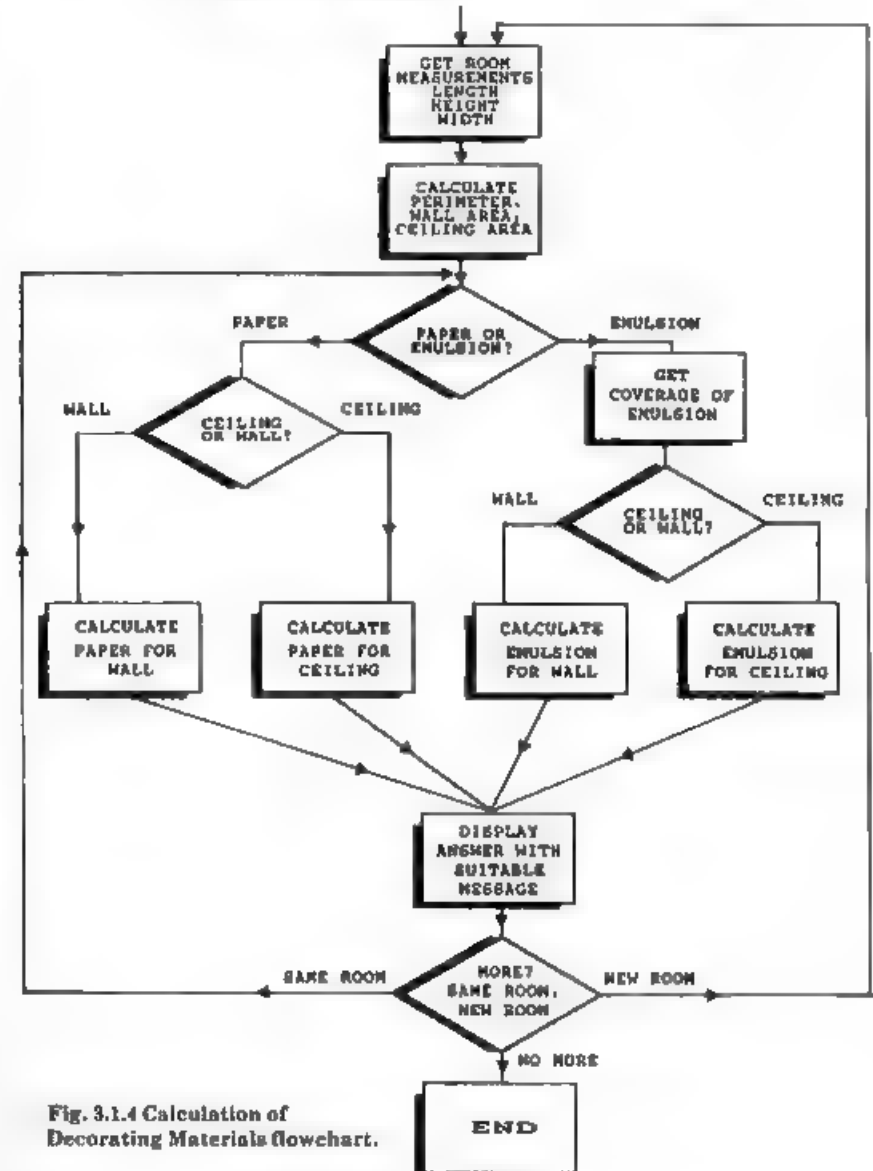 GET ROOM
MEASUREMENTS
LENGTH
HEIGHT
WIDTH
CALCULATE
PERIMETER.
WALL AREA,
CEILING AREA
PAPER OR
EMULSION?
PAPER
EMULSION
GET
COVERAGE OF
EMULSION
CEILING
OR WALL?
WALL
CEILING
CEILING
OR WALL?
WALL
CEILING
CALCULATE
PAPER FOR
WALL
CALCULATE
PAPER FOR
CEILING
CALCULATE
EMULSION
FOR WALL
CALCULATE
EMULSION
FOR CEILING
DISPLAY
ANSWER WITH
SUITABLE
MESSAGE
MORE?
SAME ROOM,
NEW ROOM
SAME ROOM
NEW ROOM
NO MORE
END
Fig. 3.1.4 Calculation of
Decorating Materials flowchart.